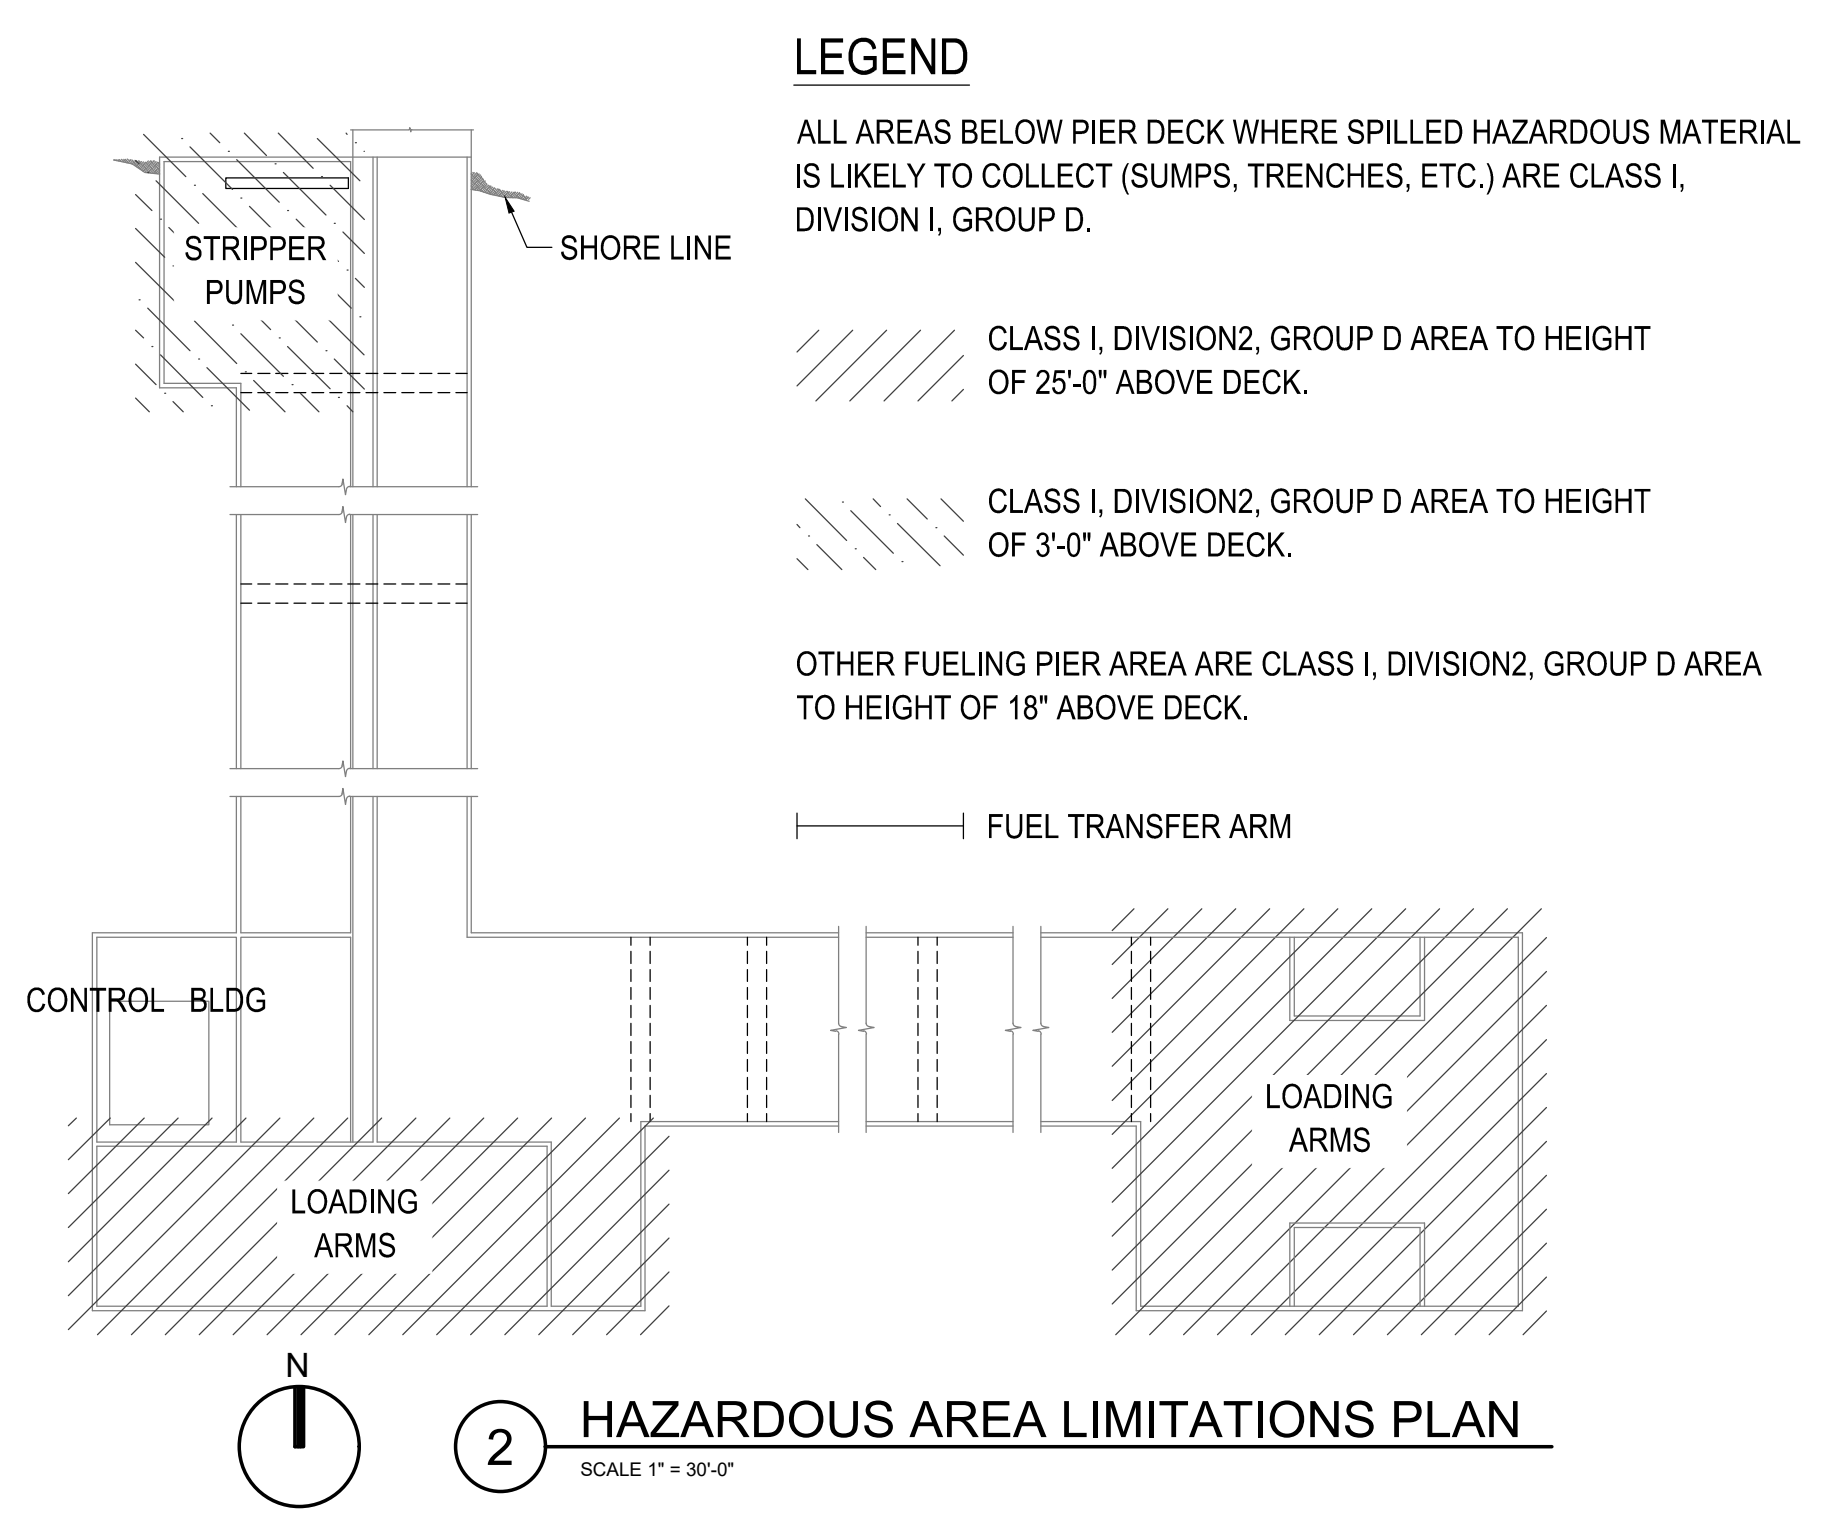 LEGEND
ALL AREAS BELOW PIER DECK WHERE SPILLED HAZARDOUS MATERIAL
IS LIKELY TO COLLECT (SUMPS, TRENCHES, ETC.) ARE CLASS I,
DIVISION I, GROUP D.
SHORE LINE
STRIPPER
PUMPS
CLASS I, DIVISION2, GROUP D AREA TO HEIGHT
OF 25'-0" ABOVE DECK.
CLASS I, DIVISION2, GROUP D AREA TO HEIGHT
OF 3'-0" ABOVE DECK.
OTHER FUELING PIER AREA ARE CLASS I, DIVISION2, GROUP D AREA
TO HEIGHT OF 18" ABOVE DECK.
FUEL TRANSFER ARM
CONTROL BLDG
LOADING
ARMS
LOADING
ARMS
N
2
HAZARDOUS AREA LIMITATIONS PLAN
SCALE 1" = 30'-0"